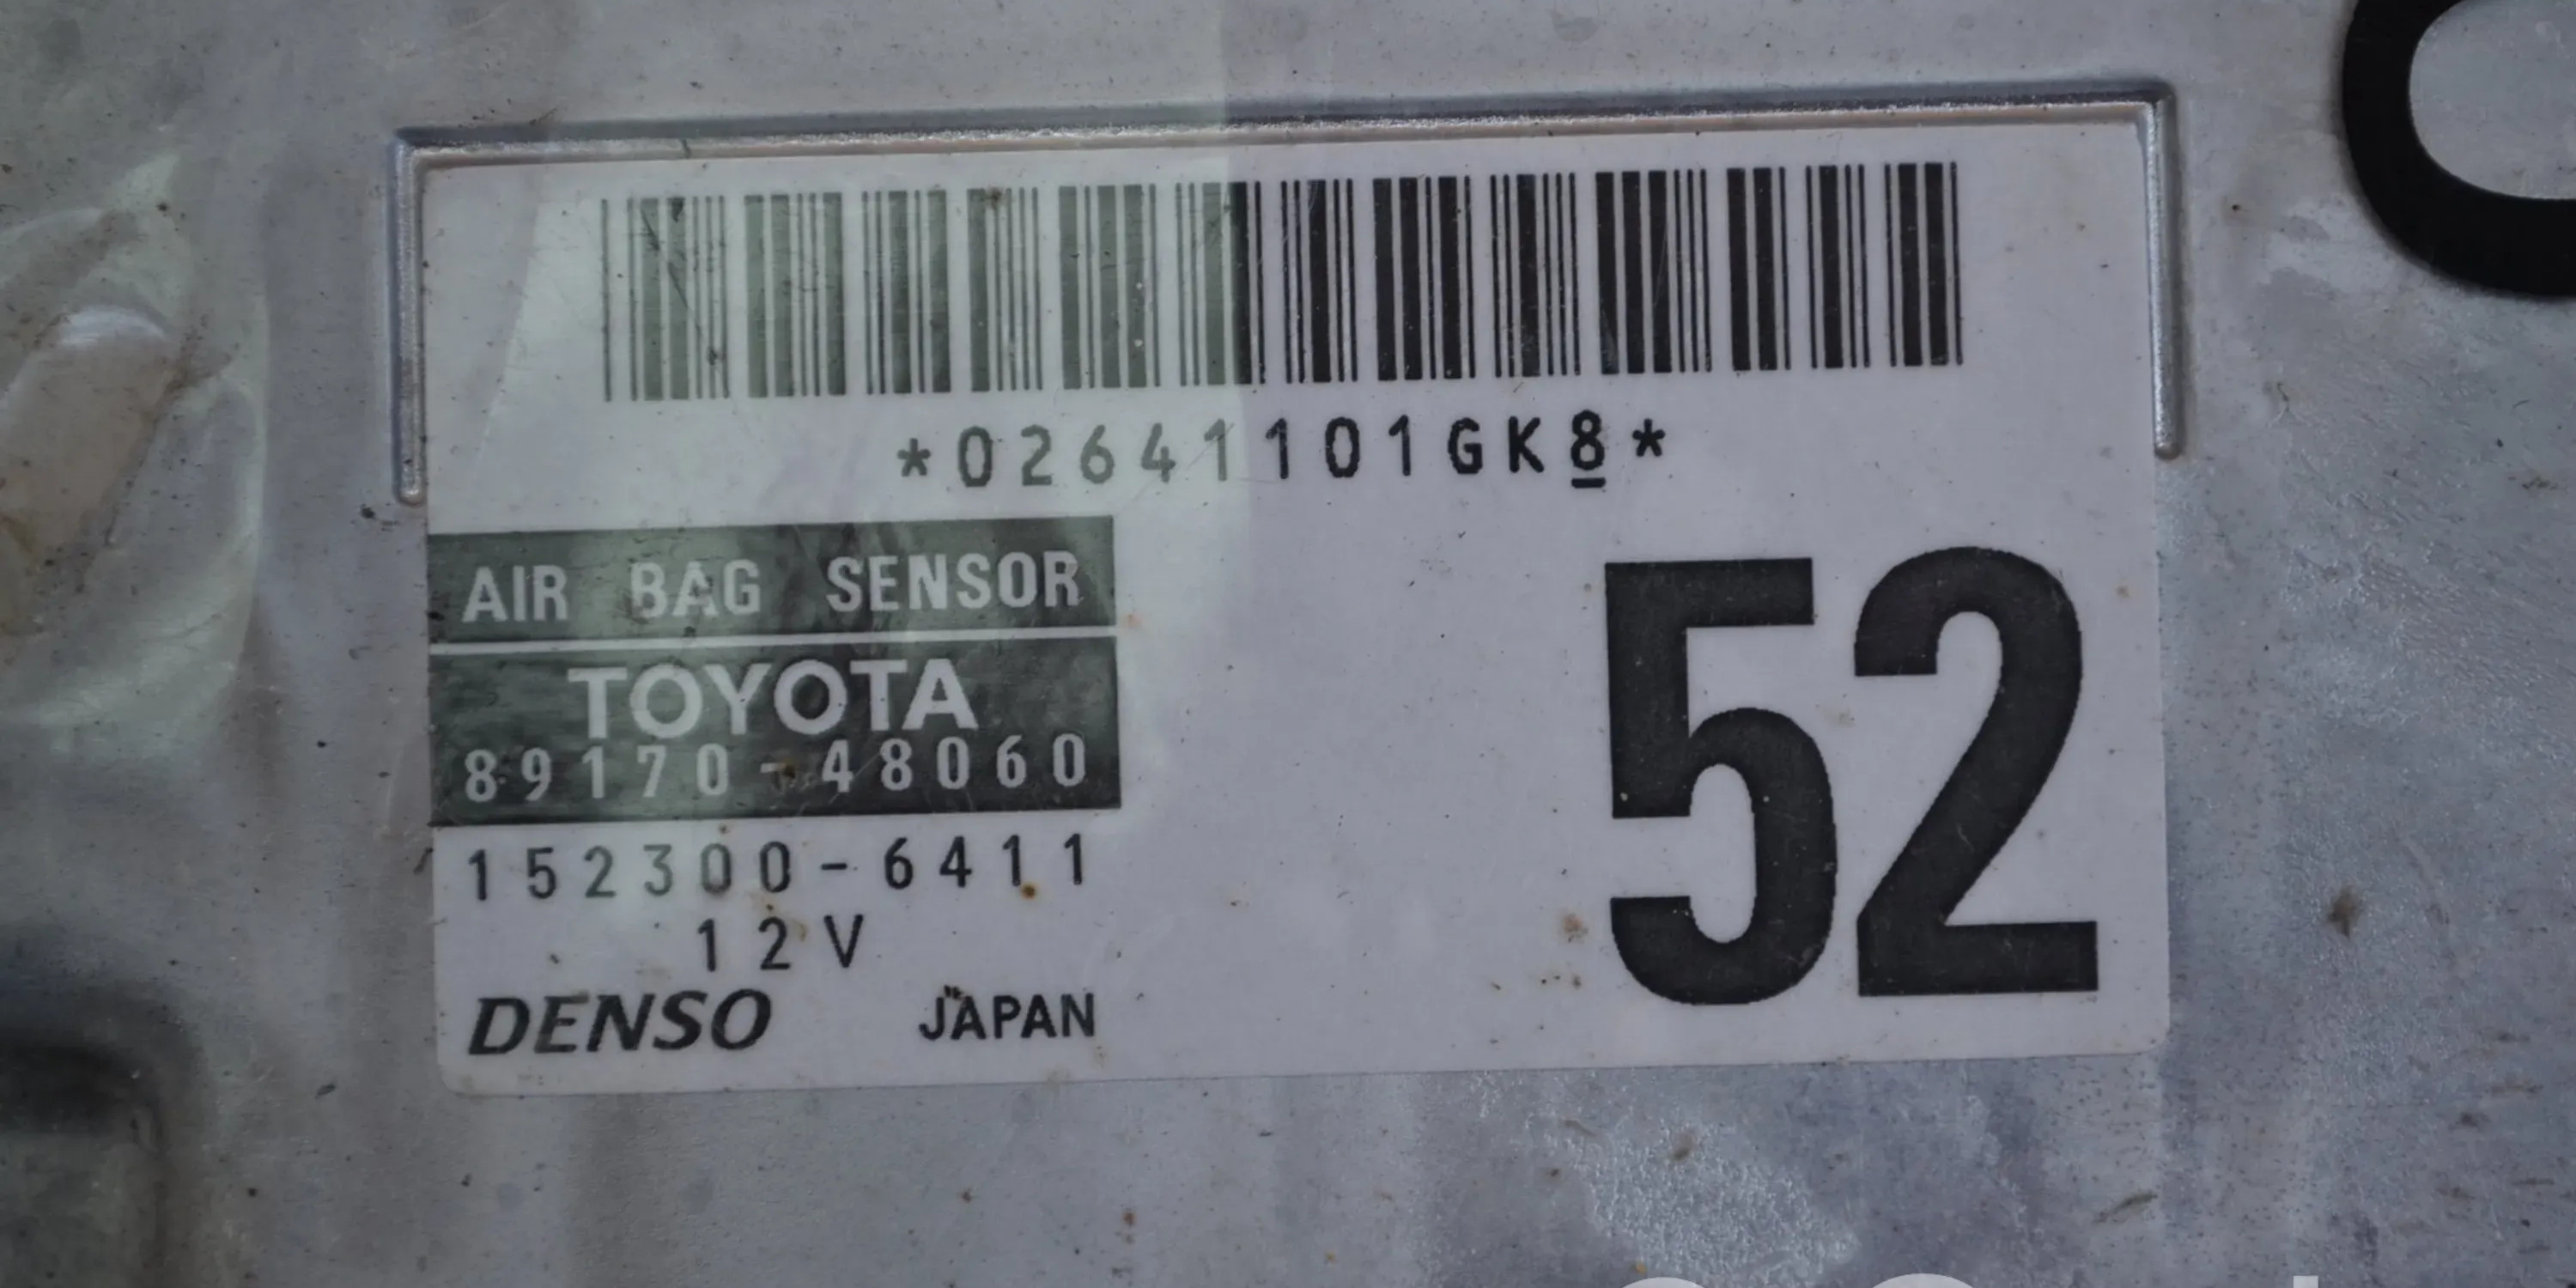 *02641101GK8*
AIR BAG SENSOR
TOYOTA
89170-48060
152300-6411
12V
DENSO JAPAN
52